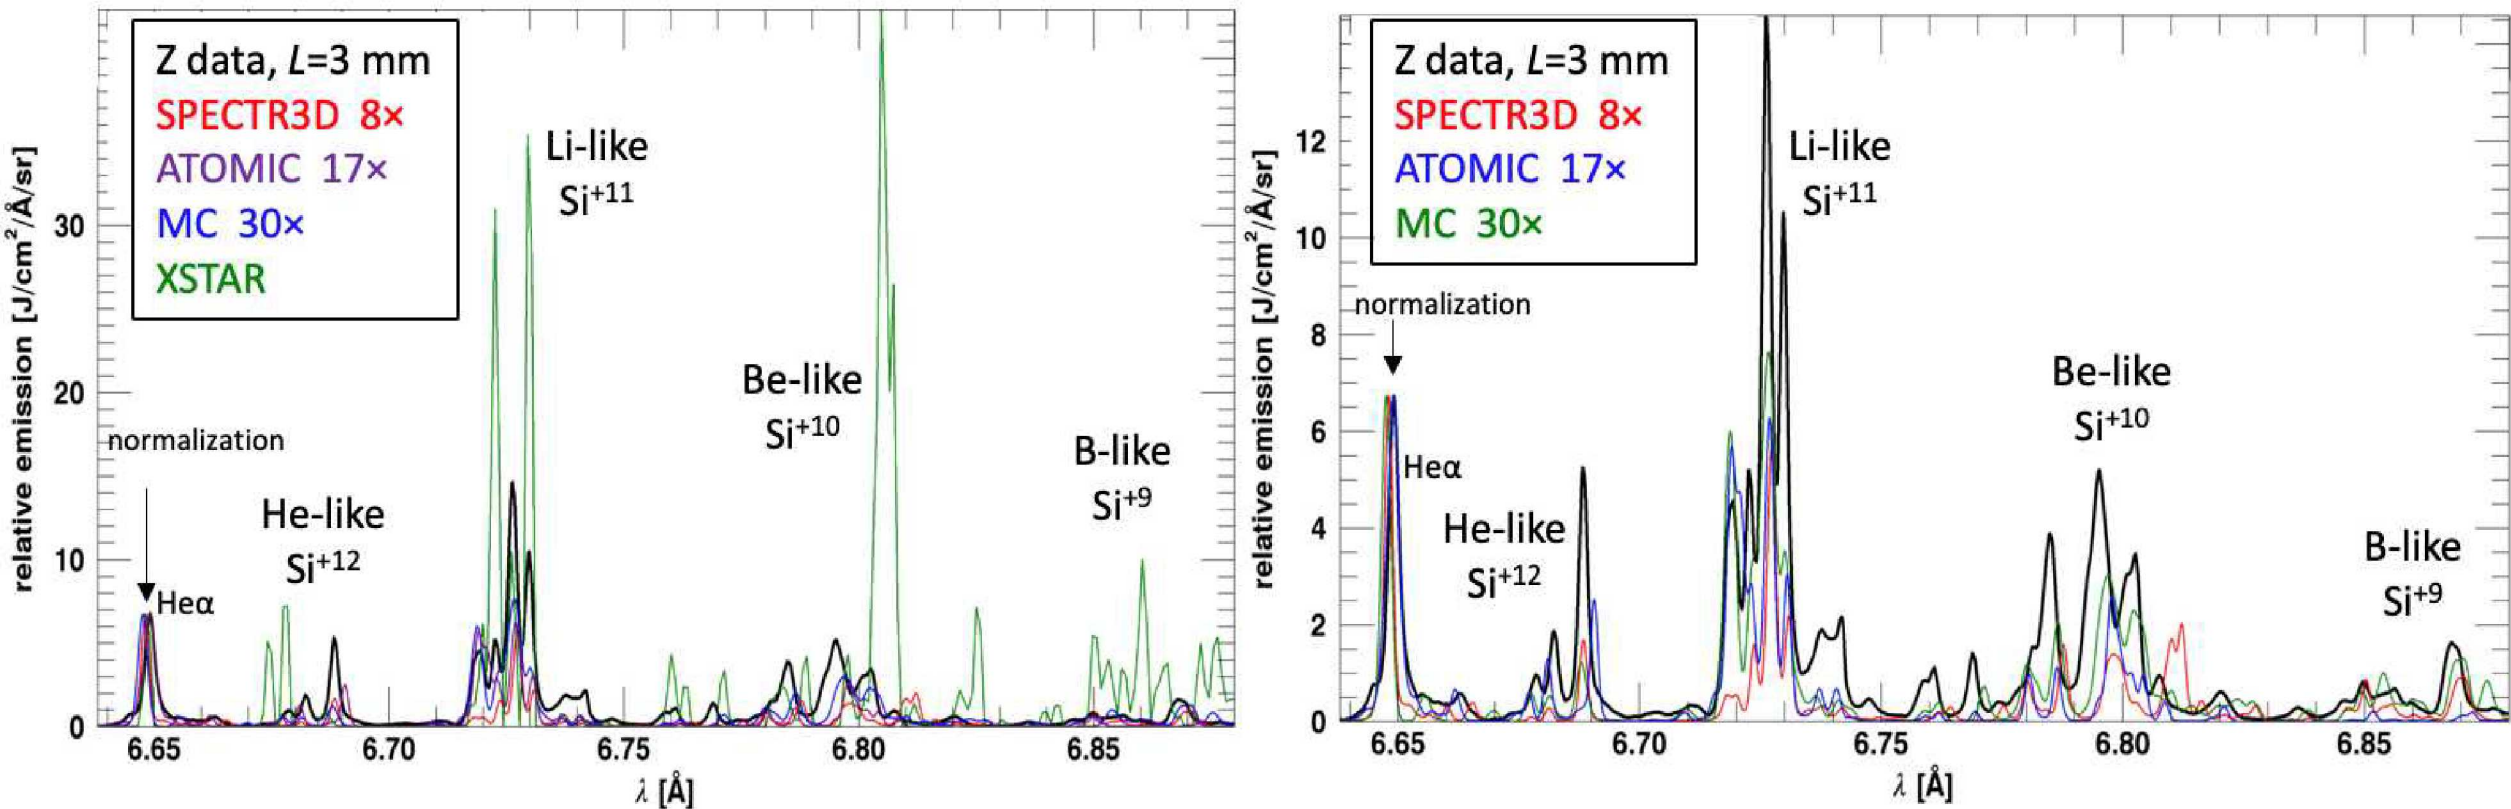 Z data, L=3 mm
SPECTR3D 8×
ATOMIC 17×
MC 30×
XSTAR
normalization
Heα
He-like
Si+12
Li-like
Si+11
Be-like
Si+10
B-like
Si+9
relative emission [J/cm2/Å/sr]
30
20
10
0
6.65 6.70 6.75 6.80 6.85
λ [Å]
Z data, L=3 mm
SPECTR3D 8×
ATOMIC 17×
MC 30×
normalization
Heα
He-like
Si+12
Li-like
Si+11
Be-like
Si+10
B-like
Si+9
relative emission [J/cm2/Å/sr]
12
10
8
6
4
2
0
6.65 6.70 6.75 6.80 6.85
λ [Å]